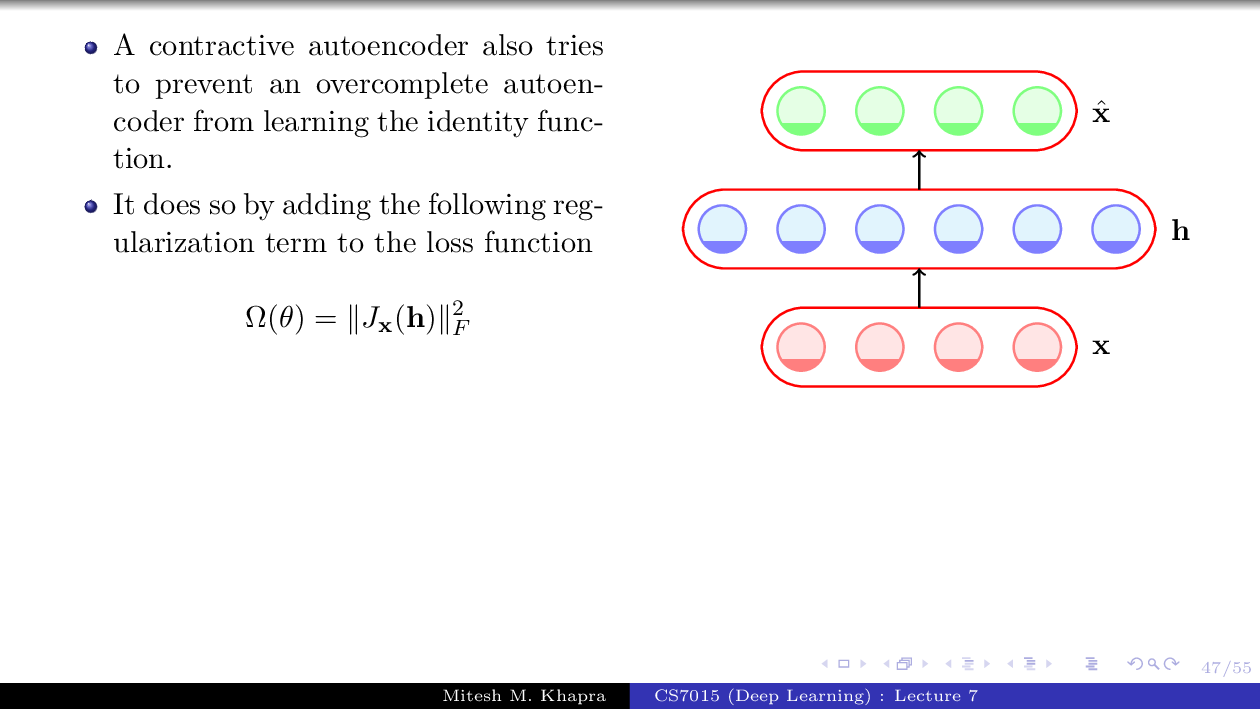 A contractive autoencoder also tries
to prevent an overcomplete autoen-
coder from learning the identity func-
tion.
It does so by adding the following reg-
ularization term to the loss function
Ω(θ) = ‖J𝐱(𝐡)‖²_F
x̂
h
x
47/55
Mitesh M. Khapra
CS7015 (Deep Learning) : Lecture 7